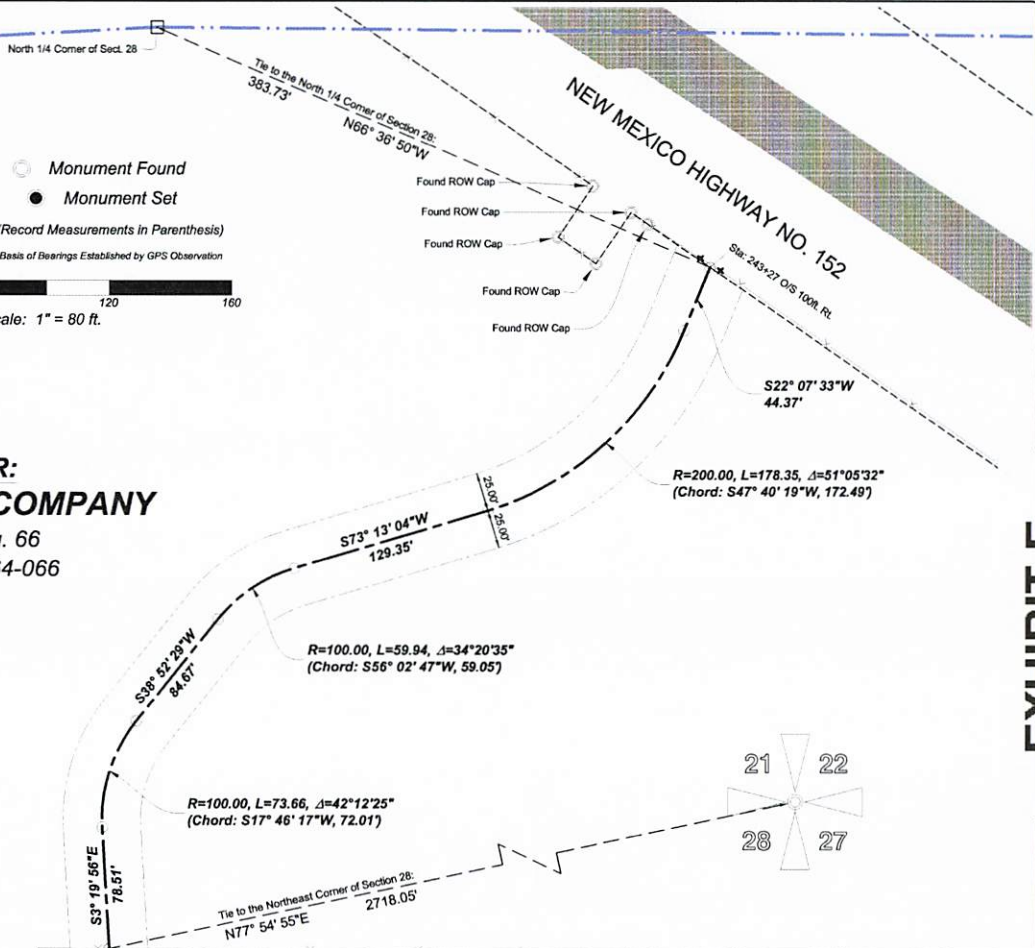 North 1/4 Corner of Sect. 28
Tie to the North 1/4 Corner of Section 28:
383.73'
N66° 36' 50"W
NEW MEXICO HIGHWAY NO. 152
Monument Found
Monument Set
(Record Measurements in Parenthesis)
Basis of Bearings Established by GPS Observation
120
160
Scale: 1" = 80 ft.
Found ROW Cap
Found ROW Cap
Found ROW Cap
Found ROW Cap
Found ROW Cap
Sta: 243+27 O/S 100ft. Rt.
S22° 07' 33"W
44.37'
R=200.00, L=178.35, Δ=51°05'32"
(Chord: S47° 40' 19"W, 172.49')
25.00'
25.00'
R:
COMPANY
66
4-066
S73° 13' 04"W
129.35'
R=100.00, L=59.94, Δ=34°20'35"
(Chord: S56° 02' 47"W, 59.05')
S38° 52' 29"W
84.67'
R=100.00, L=73.66, Δ=42°12'25"
(Chord: S17° 46' 17"W, 72.01')
S3° 19' 56"E
78.51'
Tie to the Northeast Corner of Section 28:
N77° 54' 55"E
2718.05'
21
22
28
27
EXHIBIT